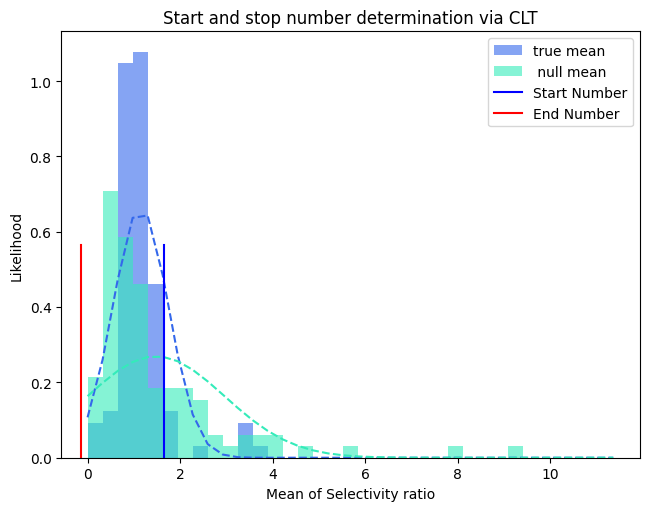 Start and stop number determination via CLT
true mean
null mean
Start Number
End Number
Likelihood
1.0
0.8
0.6
0.4
0.2
0.0
0 2 4 6 8 10
Mean of Selectivity ratio